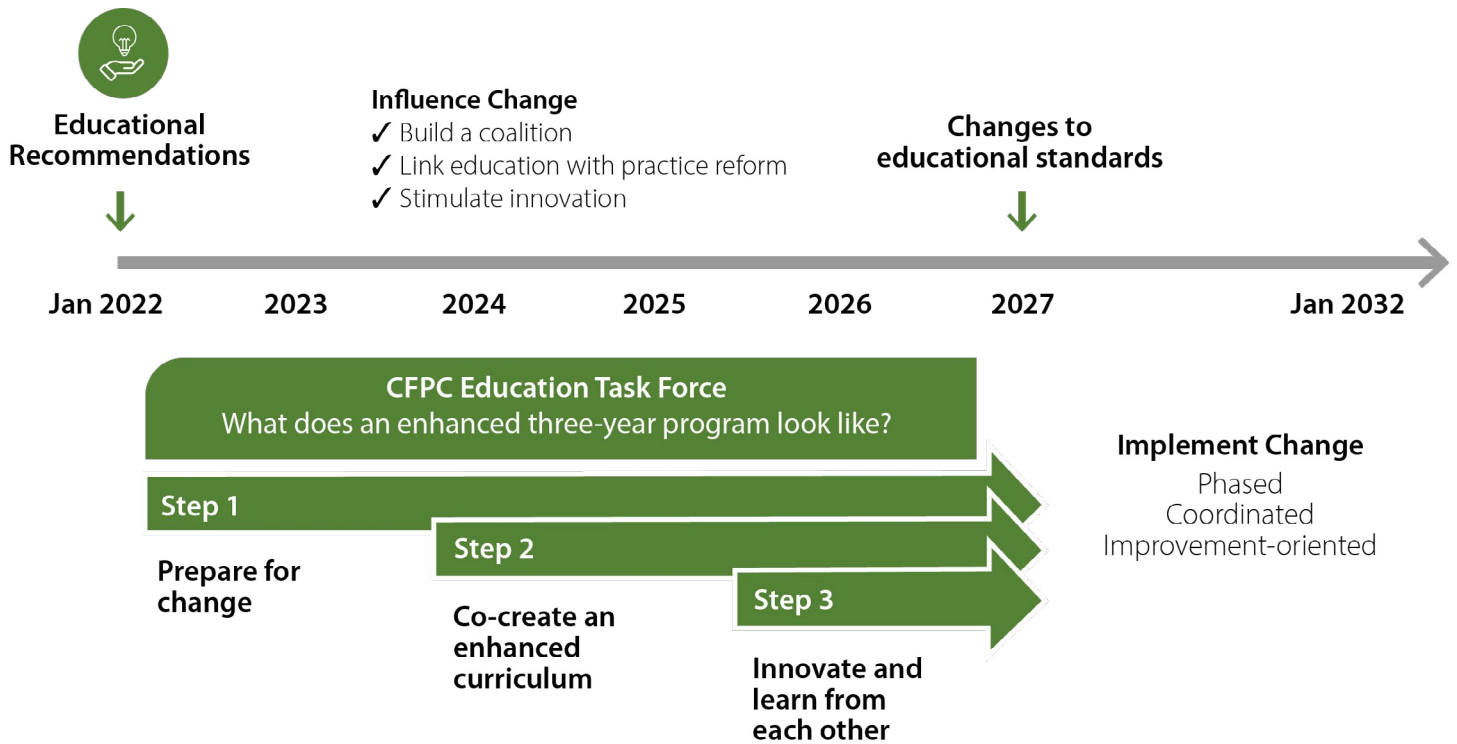 Educational
Recommendations
Influence Change
✓ Build a coalition
✓ Link education with practice reform
✓ Stimulate innovation
Changes to
educational standards
Jan 2022
2023
2024
2025
2026
2027
Jan 2032
CFPC Education Task Force
What does an enhanced three-year program look like?
Step 1
Prepare for
change
Step 2
Co-create an
enhanced
curriculum
Step 3
Innovate and
learn from
each other
Implement Change
Phased
Coordinated
Improvement-oriented